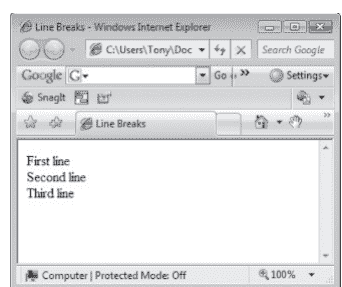 Line Breaks - Windows Internet Explorer
C:\Users\Tony\Doc
Search Google
Google G Go »
Settings
SnagIt
Line Breaks
»
First line
Second line
Third line
Computer | Protected Mode: Off
100%